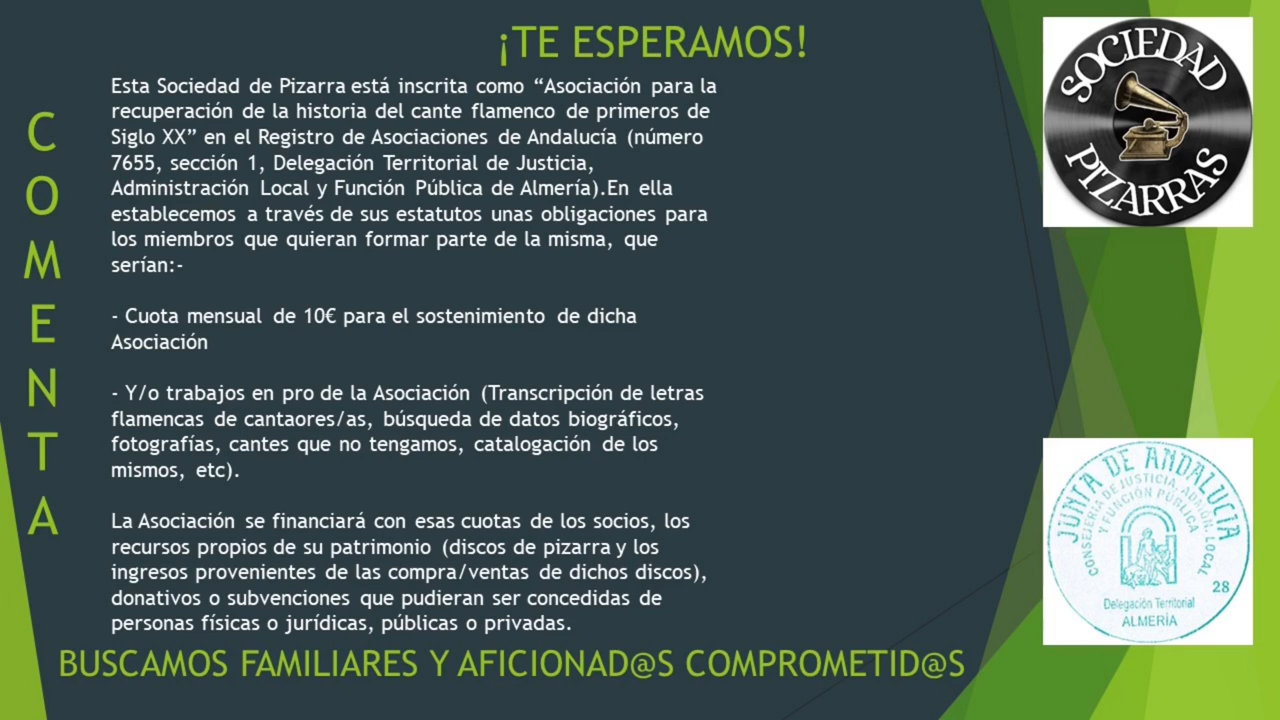 ¡TE ESPERAMOS!
COMENTA
Esta Sociedad de Pizarra está inscrita como “Asociación para la
recuperación de la historia del cante flamenco de primeros de
Siglo XX” en el Registro de Asociaciones de Andalucía (número
7655, sección 1, Delegación Territorial de Justicia,
Administración Local y Función Pública de Almería).En ella
establecemos a través de sus estatutos unas obligaciones para
los miembros que quieran formar parte de la misma, que
serían:-
- Cuota mensual de 10€ para el sostenimiento de dicha
Asociación
- Y/o trabajos en pro de la Asociación (Transcripción de letras
flamencas de cantaores/as, búsqueda de datos biográficos,
fotografías, cantes que no tengamos, catalogación de los
mismos, etc).
La Asociación se financiará con esas cuotas de los socios, los
recursos propios de su patrimonio (discos de pizarra y los
ingresos provenientes de las compra/ventas de dichos discos),
donativos o subvenciones que pudieran ser concedidas de
personas físicas o jurídicas, públicas o privadas.
BUSCAMOS FAMILIARES Y AFICIONAD@S COMPROMETID@S
SOCIEDAD
PIZARRAS
JUNTA DE ANDALUCIA
CONSEJERÍA DE JUSTICIA, ADMÓN. LOCAL
Y FUNCIÓN PÚBLICA
28
Delegación Territorial
ALMERÍA